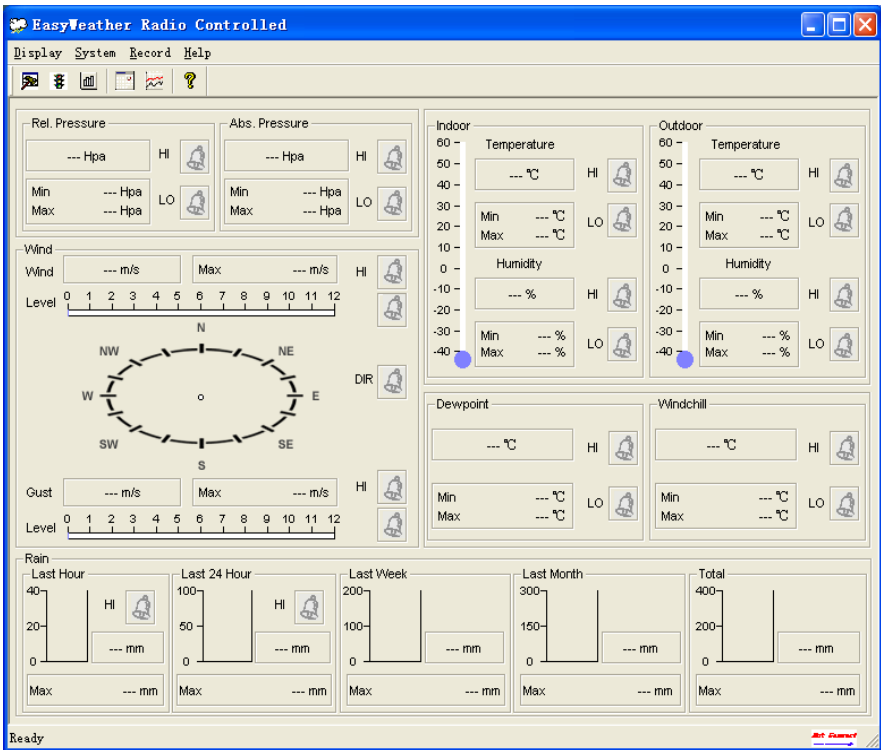 EasyWeather Radio Controlled
Display System Record Help
Rel. Pressure
--- Hpa
HI
Min --- Hpa
Max --- Hpa
LO
Abs. Pressure
--- Hpa
HI
Min --- Hpa
Max --- Hpa
LO
Wind
Wind --- m/s Max --- m/s HI
Level 0 1 2 3 4 5 6 7 8 9 10 11 12
N
NW NE
W E
DIR
SW SE
S
Gust --- m/s Max --- m/s HI
Level 0 1 2 3 4 5 6 7 8 9 10 11 12
Indoor
60
50
40
30
20
10
0
-10
-20
-30
-40
Temperature
--- ℃
HI
Min --- ℃
Max --- ℃
LO
Humidity
--- %
HI
Min --- %
Max --- %
LO
Outdoor
60
50
40
30
20
10
0
-10
-20
-30
-40
Temperature
--- ℃
HI
Min --- ℃
Max --- ℃
LO
Humidity
--- %
HI
Min --- %
Max --- %
LO
Dewpoint
--- ℃
HI
Min --- ℃
Max --- ℃
LO
Windchill
--- ℃
HI
Min --- ℃
Max --- ℃
LO
Rain
Last Hour
40
20
0
HI
--- mm
Max --- mm
Last 24 Hour
100
50
0
HI
--- mm
Max --- mm
Last Week
200
100
0
--- mm
Max --- mm
Last Month
300
150
0
--- mm
Max --- mm
Total
400
200
0
--- mm
Max --- mm
Ready